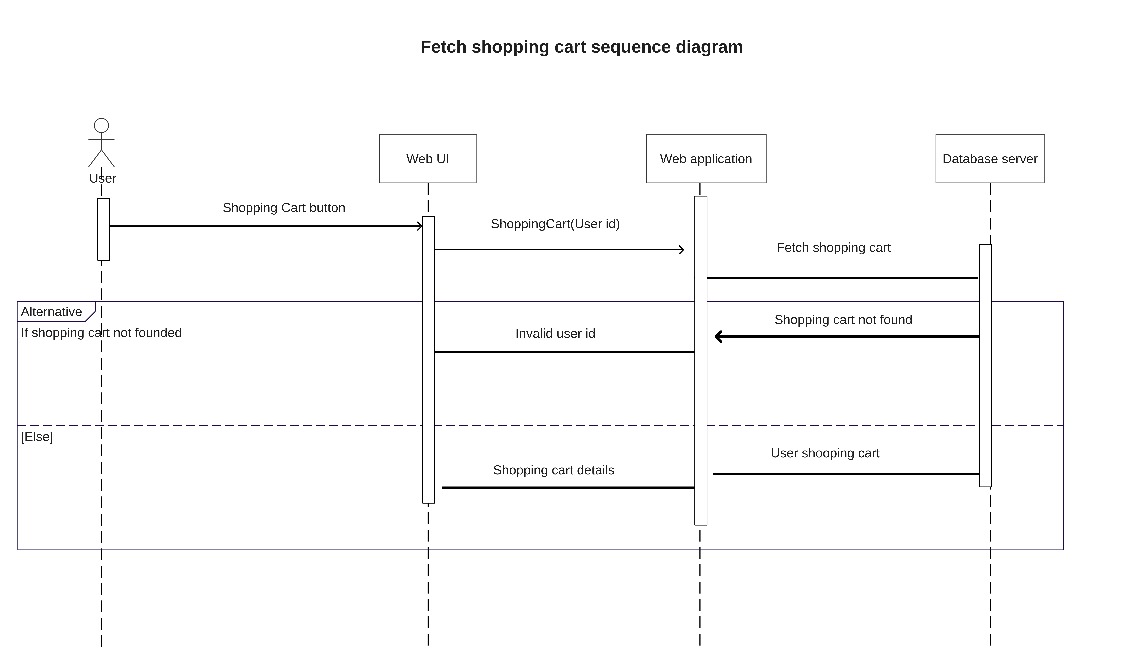 Fetch shopping cart sequence diagram
User
Web UI
Web application
Database server
Shopping Cart button
ShoppingCart(User id)
Fetch shopping cart
Alternative
If shopping cart not founded
Shopping cart not found
Invalid user id
[Else]
User shooping cart
Shopping cart details